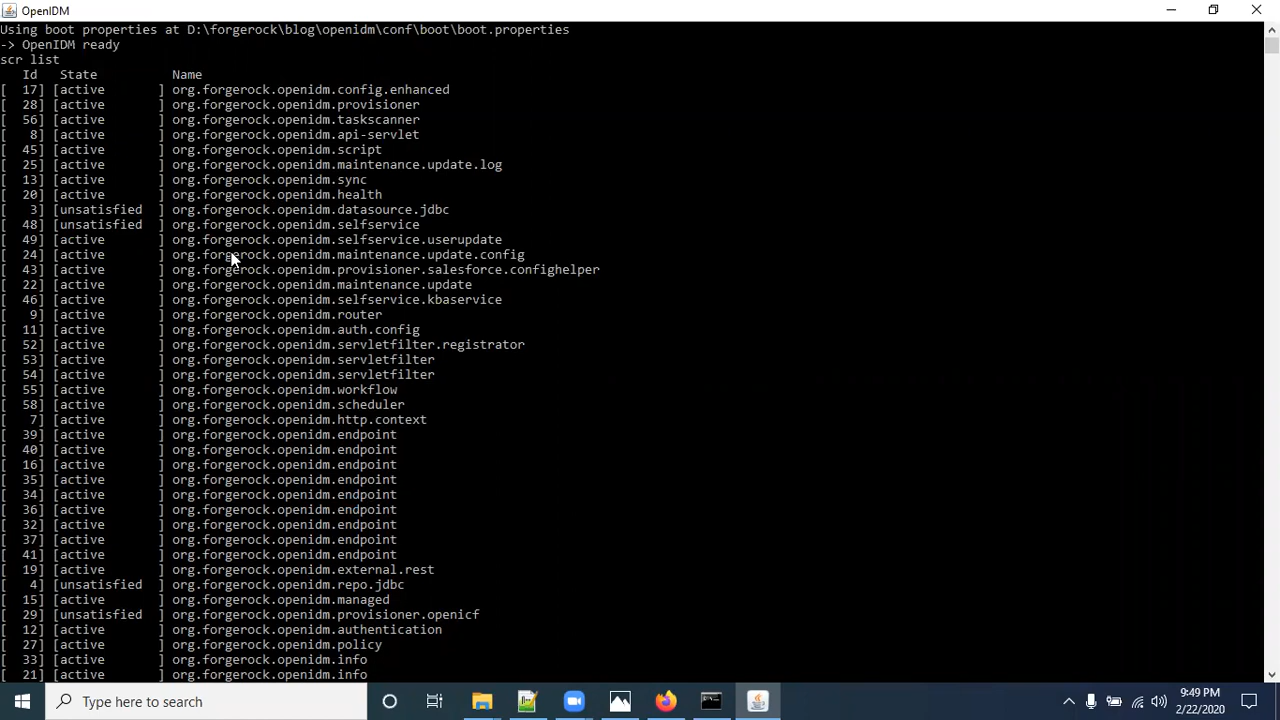 OpenIDM
Using boot properties at D:\forgerock\blog\openidm\conf\boot\boot.properties
-> OpenIDM ready
scr list
Id State Name
[ 17] [active ] org.forgerock.openidm.config.enhanced
[ 28] [active ] org.forgerock.openidm.provisioner
[ 56] [active ] org.forgerock.openidm.taskscanner
[ 8] [active ] org.forgerock.openidm.api-servlet
[ 45] [active ] org.forgerock.openidm.script
[ 25] [active ] org.forgerock.openidm.maintenance.update.log
[ 13] [active ] org.forgerock.openidm.sync
[ 20] [active ] org.forgerock.openidm.health
[ 3] [unsatisfied ] org.forgerock.openidm.datasource.jdbc
[ 48] [unsatisfied ] org.forgerock.openidm.selfservice
[ 49] [active ] org.forgerock.openidm.selfservice.userupdate
[ 24] [active ] org.forgerock.openidm.maintenance.update.config
[ 43] [active ] org.forgerock.openidm.provisioner.salesforce.confighelper
[ 22] [active ] org.forgerock.openidm.maintenance.update
[ 46] [active ] org.forgerock.openidm.selfservice.kbaservice
[ 9] [active ] org.forgerock.openidm.router
[ 11] [active ] org.forgerock.openidm.auth.config
[ 52] [active ] org.forgerock.openidm.servletfilter.registrator
[ 53] [active ] org.forgerock.openidm.servletfilter
[ 54] [active ] org.forgerock.openidm.servletfilter
[ 55] [active ] org.forgerock.openidm.workflow
[ 58] [active ] org.forgerock.openidm.scheduler
[ 7] [active ] org.forgerock.openidm.http.context
[ 39] [active ] org.forgerock.openidm.endpoint
[ 40] [active ] org.forgerock.openidm.endpoint
[ 16] [active ] org.forgerock.openidm.endpoint
[ 35] [active ] org.forgerock.openidm.endpoint
[ 34] [active ] org.forgerock.openidm.endpoint
[ 36] [active ] org.forgerock.openidm.endpoint
[ 32] [active ] org.forgerock.openidm.endpoint
[ 37] [active ] org.forgerock.openidm.endpoint
[ 41] [active ] org.forgerock.openidm.endpoint
[ 19] [active ] org.forgerock.openidm.external.rest
[ 4] [unsatisfied ] org.forgerock.openidm.repo.jdbc
[ 15] [active ] org.forgerock.openidm.managed
[ 29] [unsatisfied ] org.forgerock.openidm.provisioner.openicf
[ 12] [active ] org.forgerock.openidm.authentication
[ 27] [active ] org.forgerock.openidm.policy
[ 33] [active ] org.forgerock.openidm.info
[ 21] [active ] org.forgerock.openidm.info
Type here to search
9:49 PM
2/22/2020